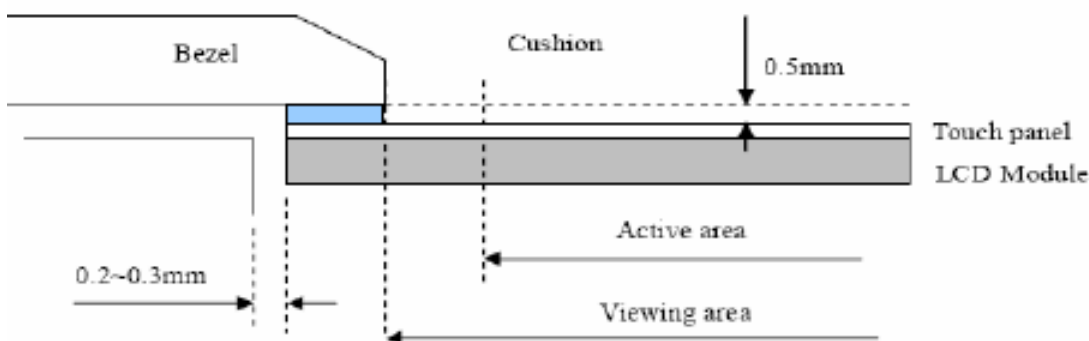 Cushion
Bezel
0.5mm
Touch panel
LCD Module
Active area
0.2~0.3mm
Viewing area